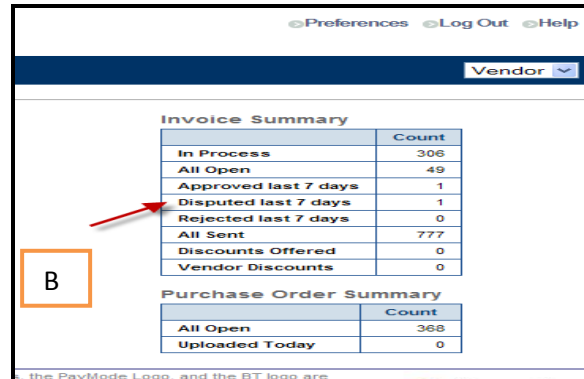 Preferences Log Out Help
Vendor
Invoice Summary
Count
In Process 306
All Open 49
Approved last 7 days 1
Disputed last 7 days 1
Rejected last 7 days 0
All Sent 777
Discounts Offered 0
Vendor Discounts 0
B
Purchase Order Summary
Count
All Open 368
Uploaded Today 0
, the PayMode Logo, and the BT logo are